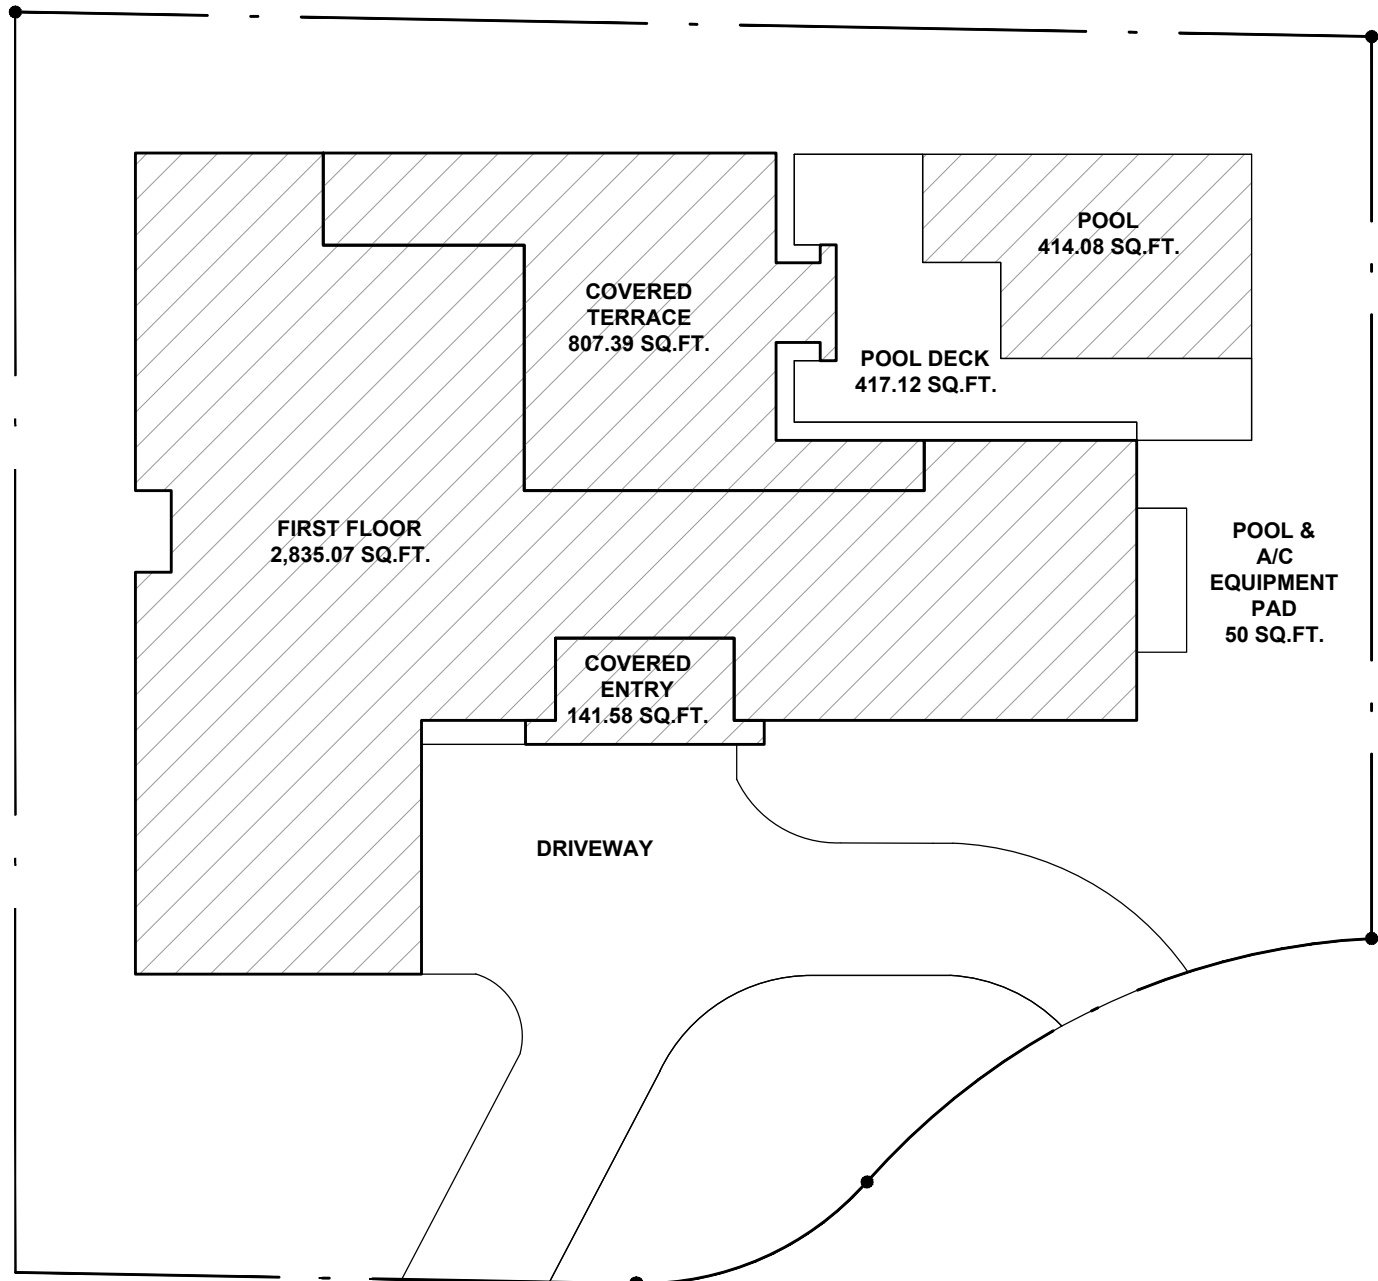 POOL
414.08 SQ.FT.
COVERED
TERRACE
807.39 SQ.FT.
POOL DECK
417.12 SQ.FT.
FIRST FLOOR
2,835.07 SQ.FT.
POOL &
A/C
EQUIPMENT
PAD
50 SQ.FT.
COVERED
ENTRY
141.58 SQ.FT.
DRIVEWAY